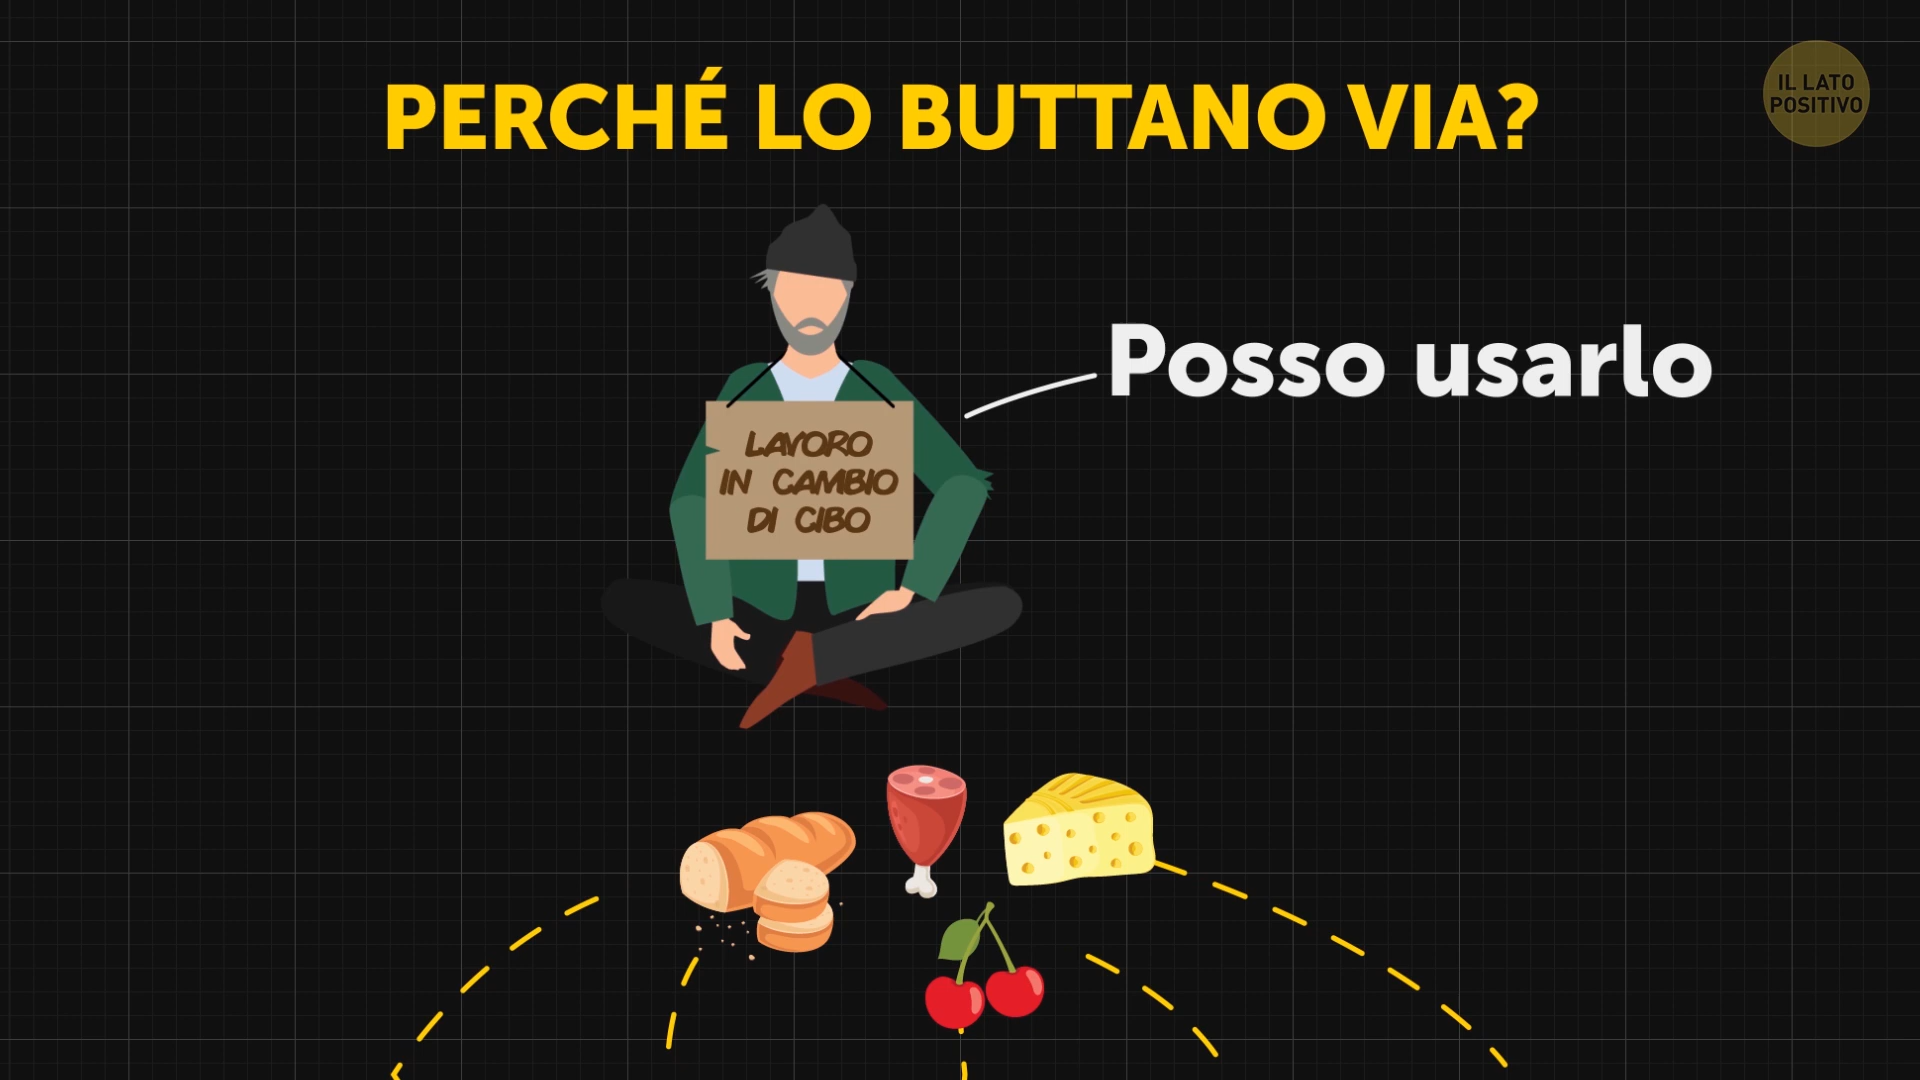 PERCHÉ LO BUTTANO VIA?
IL LATO
POSITIVO
Posso usarlo
LAVORO
IN CAMBIO
DI CIBO